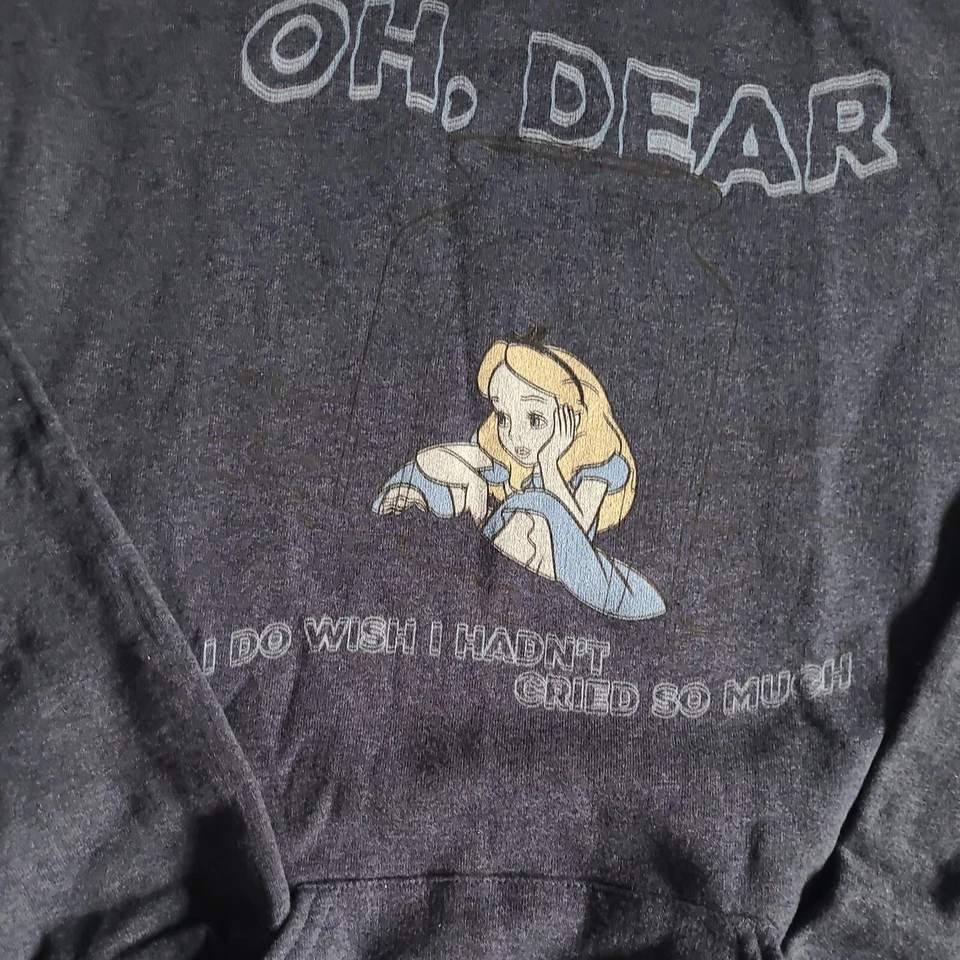 OH, DEAR
I DO WISH I HADN'T
CRIED SO MUCH